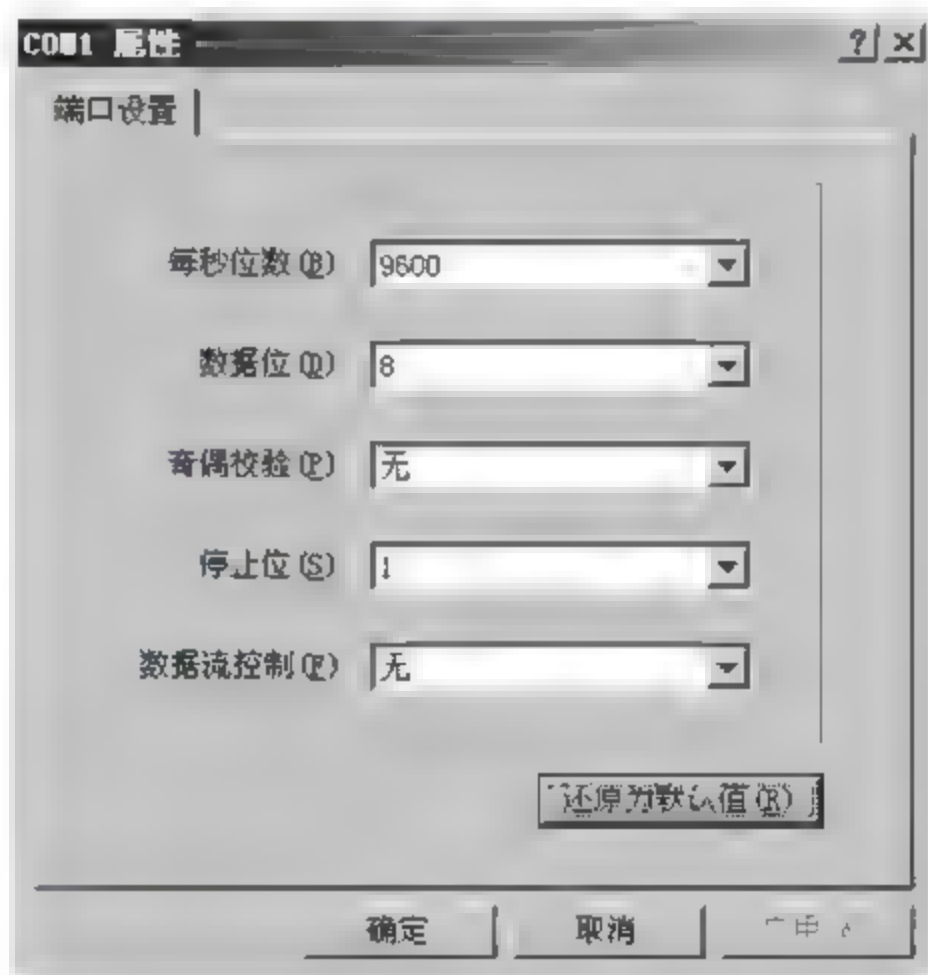 COM1 属性 ? ×
端口设置
每秒位数(B) 9600
数据位(D) 8
奇偶校验(P) 无
停止位(S) 1
数据流控制(F) 无
还原为默认值(R)
确定 取消